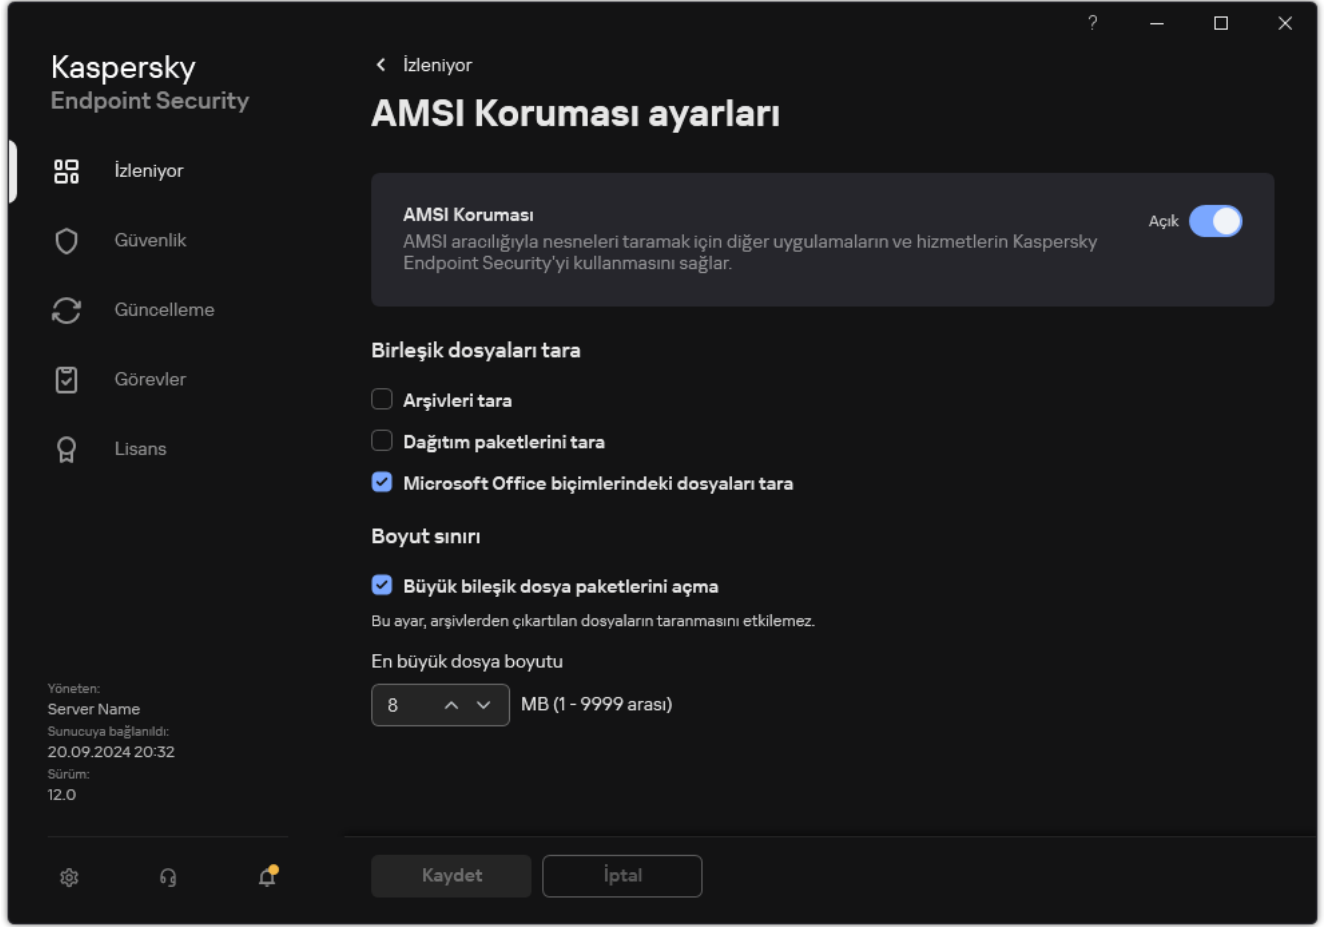 ?
Kaspersky
Endpoint Security
İzleniyor
Güvenlik
Güncelleme
Görevler
Lisans
Yöneten:
Server Name
Sunucuya bağlanıldı:
20.09.2024 20:32
Sürüm:
12.0
İzleniyor
AMSI Koruması ayarları
AMSI Koruması
Açık
AMSI aracılığıyla nesneleri taramak için diğer uygulamaların ve hizmetlerin Kaspersky
Endpoint Security'yi kullanmasını sağlar.
Birleşik dosyaları tara
Arşivleri tara
Dağıtım paketlerini tara
Microsoft Office biçimlerindeki dosyaları tara
Boyut sınırı
Büyük bileşik dosya paketlerini açma
Bu ayar, arşivlerden çıkartılan dosyaların taranmasını etkilemez.
En büyük dosya boyutu
8 MB (1 - 9999 arası)
Kaydet
İptal